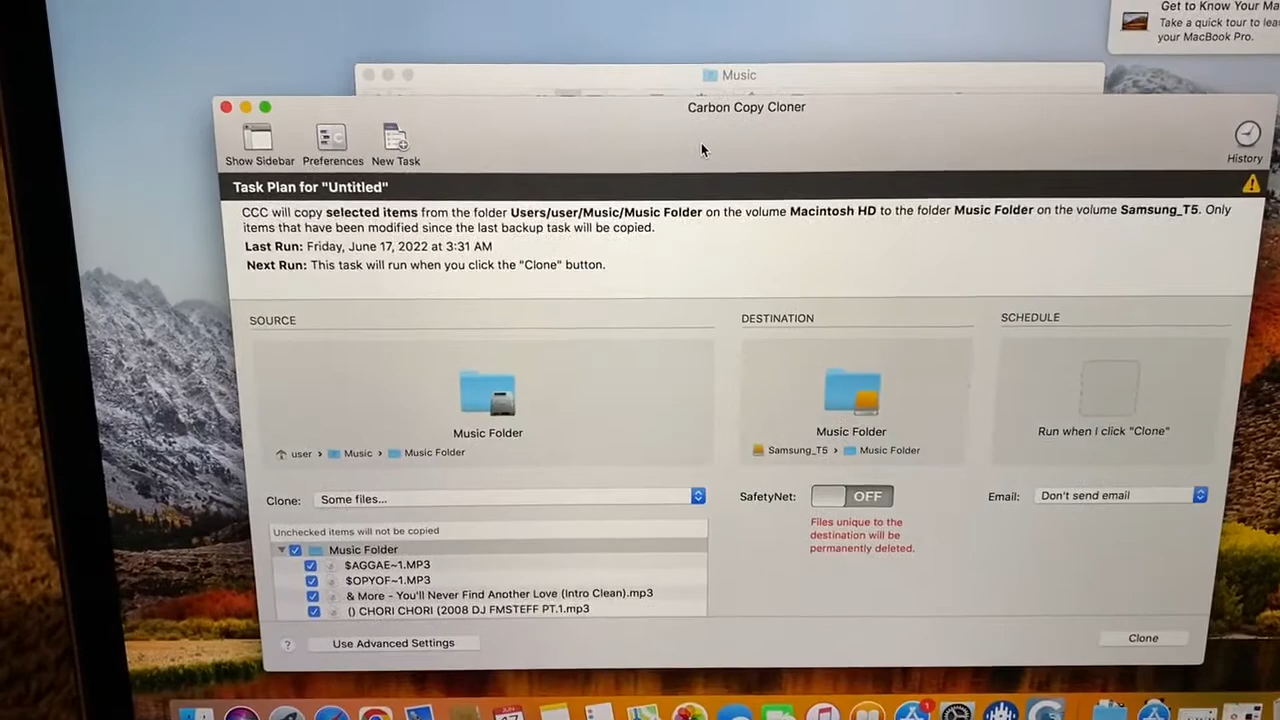 Get to Know Your Ma
Take a quick tour to lea
your MacBook Pro.
Music
Carbon Copy Cloner
Show Sidebar
Preferences
New Task
History
Task Plan for "Untitled"
CCC will copy selected items from the folder Users/user/Music/Music Folder on the volume Macintosh HD to the folder Music Folder on the volume Samsung_T5. Only
items that have been modified since the last backup task will be copied.
Last Run: Friday, June 17, 2022 at 3:31 AM
Next Run: This task will run when you click the "Clone" button.
SOURCE
DESTINATION
SCHEDULE
Music Folder
Music Folder
Run when I click "Clone"
user › Music › Music Folder
Samsung_T5 › Music Folder
Clone: Some files...
SafetyNet: OFF
Email: Don't send email
Files unique to the
destination will be
permanently deleted.
Unchecked items will not be copied
Music Folder
$AGGAE~1.MP3
$OPYOF~1.MP3
& More - You'll Never Find Another Love (Intro Clean).mp3
() CHORI CHORI (2008 DJ FMSTEFF PT.1.mp3
? Use Advanced Settings
Clone
JUN
17
1